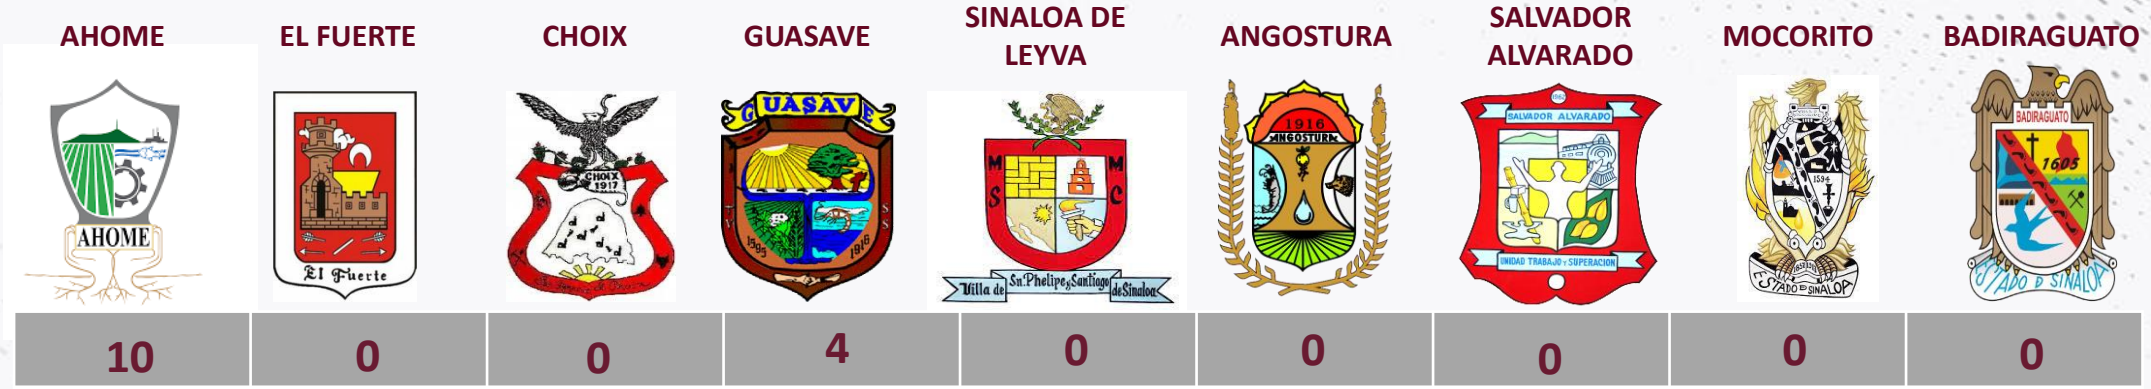 AHOME
EL FUERTE
CHOIX
GUASAVE
SINALOA DE
LEYVA
ANGOSTURA
SALVADOR
ALVARADO
MOCORITO
BADIRAGUATO
AHOME
El Fuerte
CHOIX
1917
GUASAVE
T Y
S S
1595
1916
M M
S C
Villa de Sn. Phelipe y Santiago de Sinaloa
1916
ANGOSTURA
1962
SALVADOR ALVARADO
UNIDAD TRABAJO Y SUPERACION
1594
ESTADO D SINALOA
BADIRAGUATO
1605
ESTADO D SINALOA
10
0
0
4
0
0
0
0
0